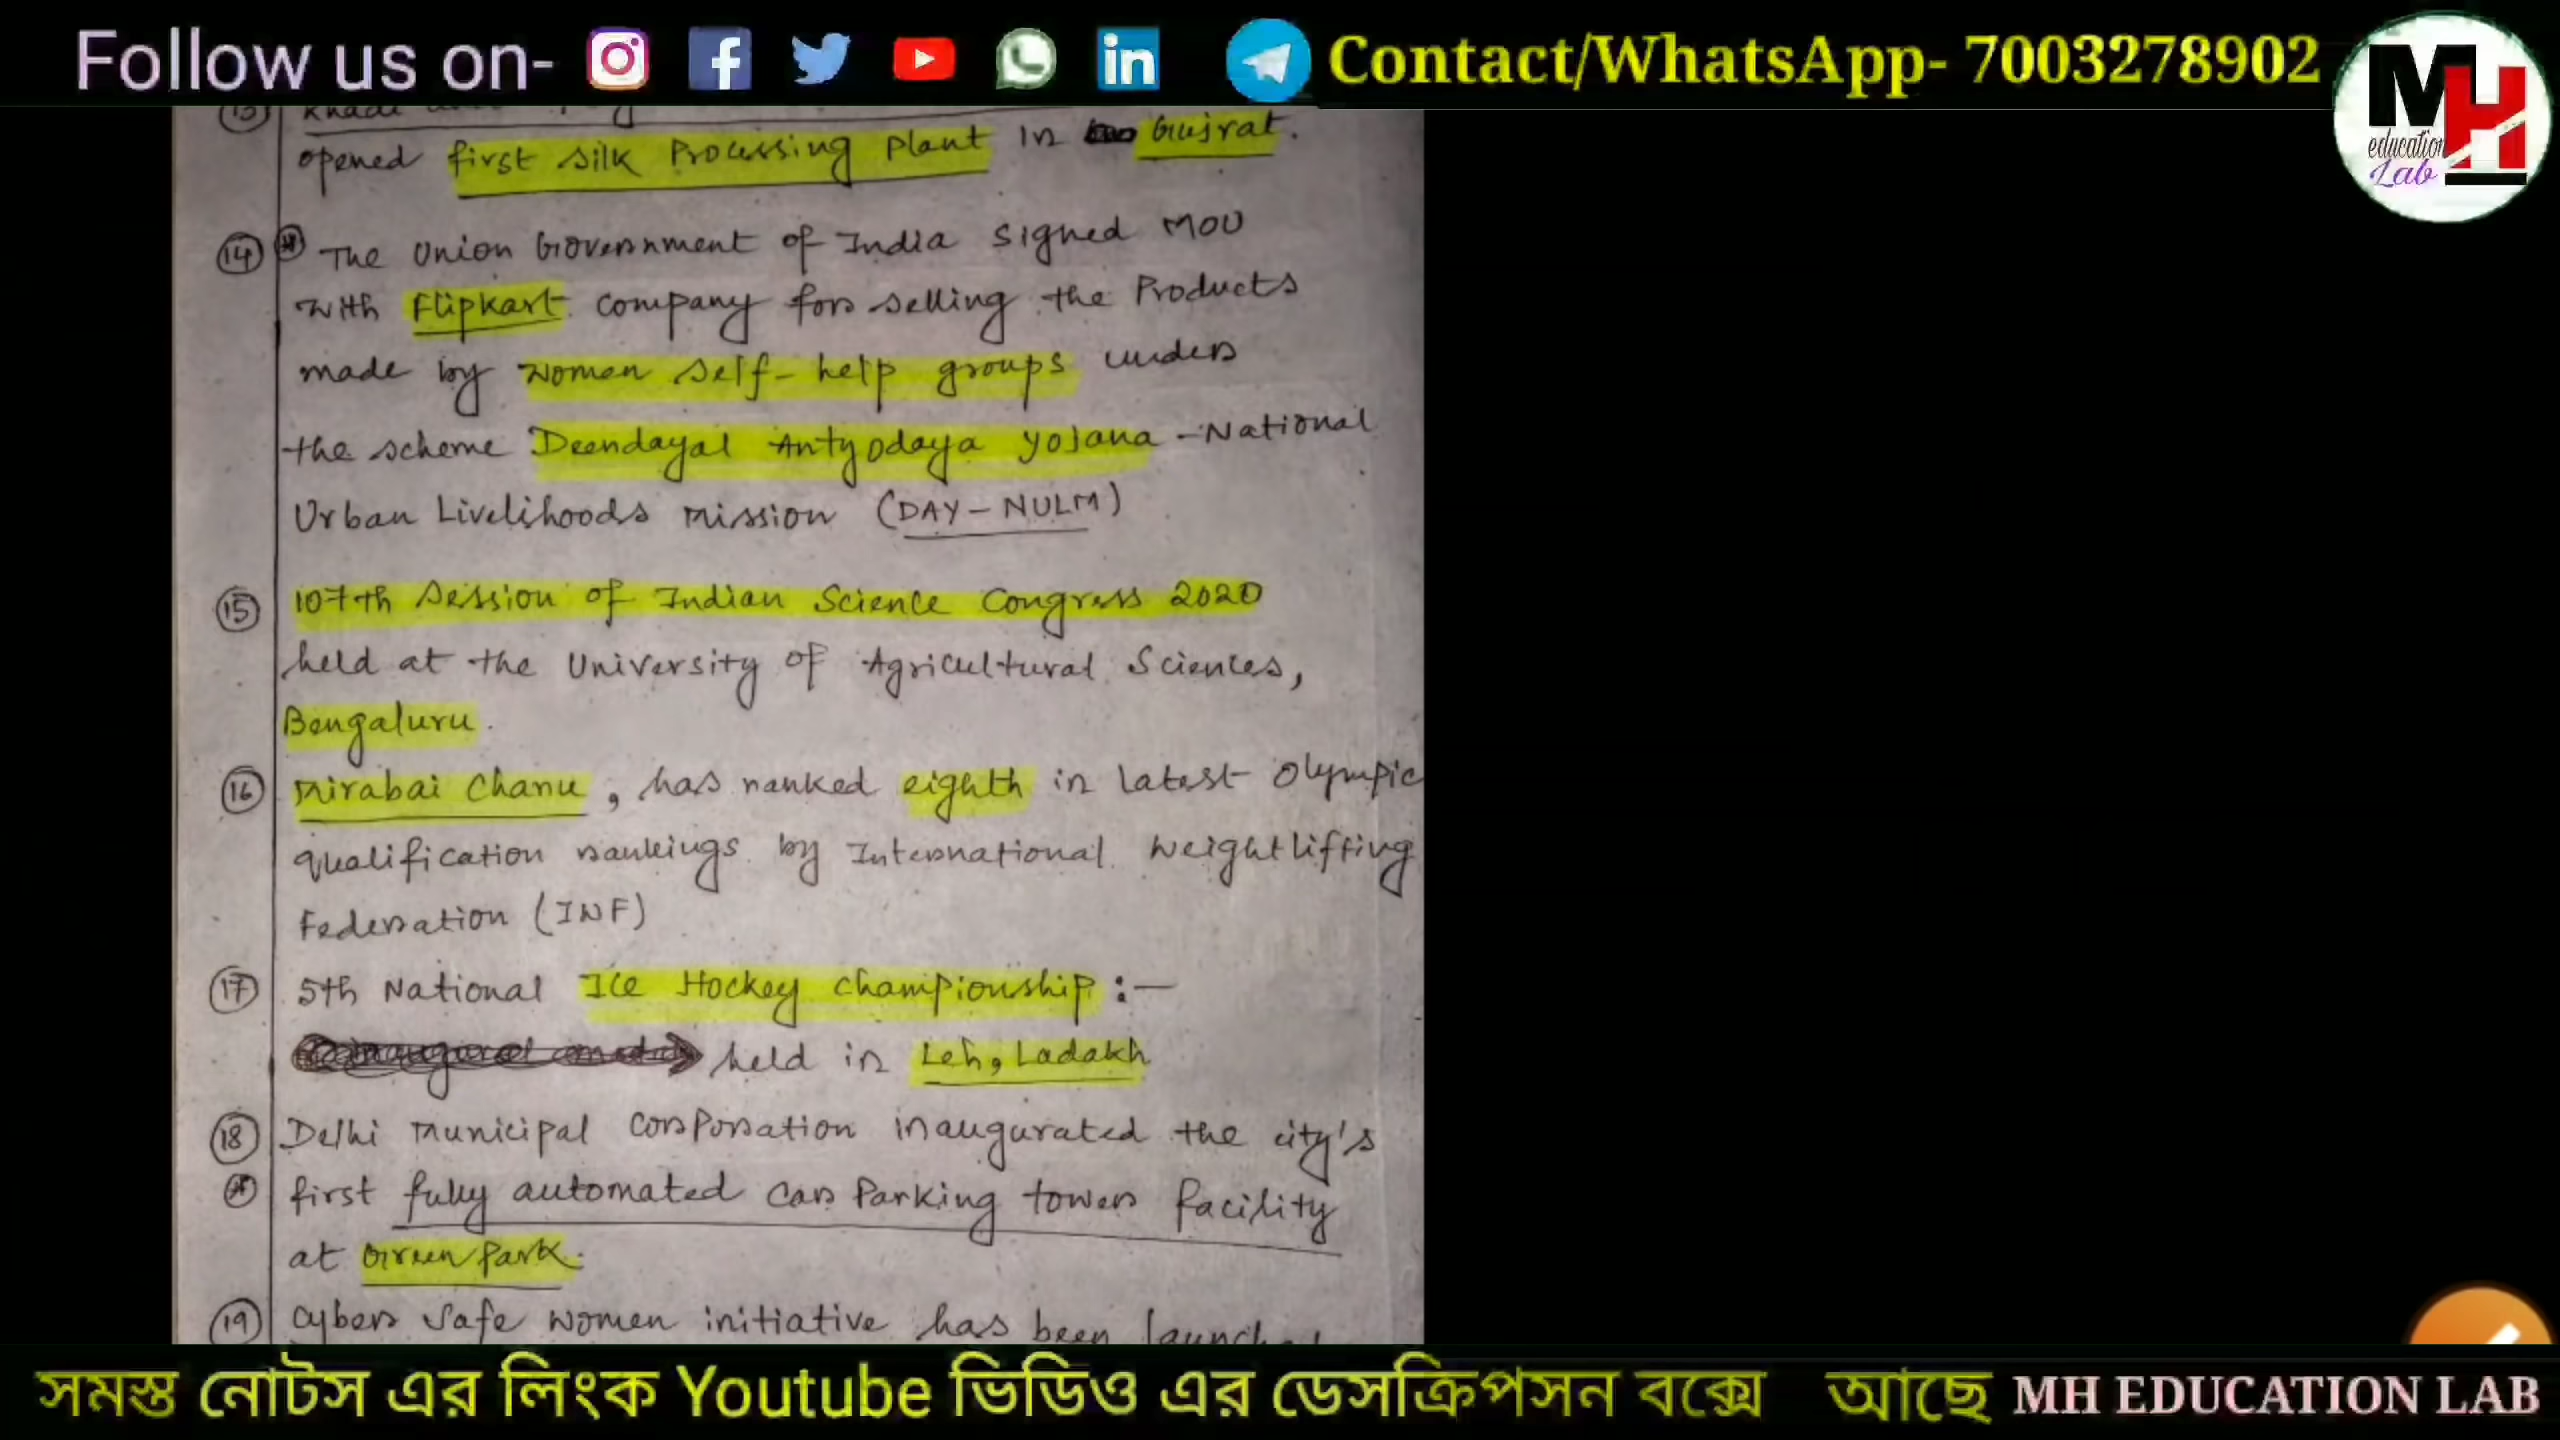 Follow us on- Contact/WhatsApp- 7003278902
MH education Lab
(13) Khadi
opened first silk Processing Plant in Gujrat.
(14) The Union Government of India signed MOU
with Flipkart company for selling the Products
made by women self-help groups under
the scheme Deendayal Antyodaya Yojana -National
Urban Livelihoods Mission (DAY-NULM)
(15) 107th Session of Indian Science Congress 2020
held at the University of Agricultural Sciences,
Bengaluru.
(16) Mirabai Chanu, has ranked eighth in latest Olympic
qualification rankings by International Weightlifting
Federation (IWF)
(17) 5th National Ice Hockey Championship :-
held in Leh, Ladakh
(18) Delhi Municipal Corporation inaugurated the city's
first fully automated car Parking tower facility
at Green Park.
(19) Cyber Safe women initiative has been launched
সমস্ত নোটস এর লিংক Youtube ভিডিও এর ডেসক্রিপসন বক্সে আছে MH EDUCATION LAB